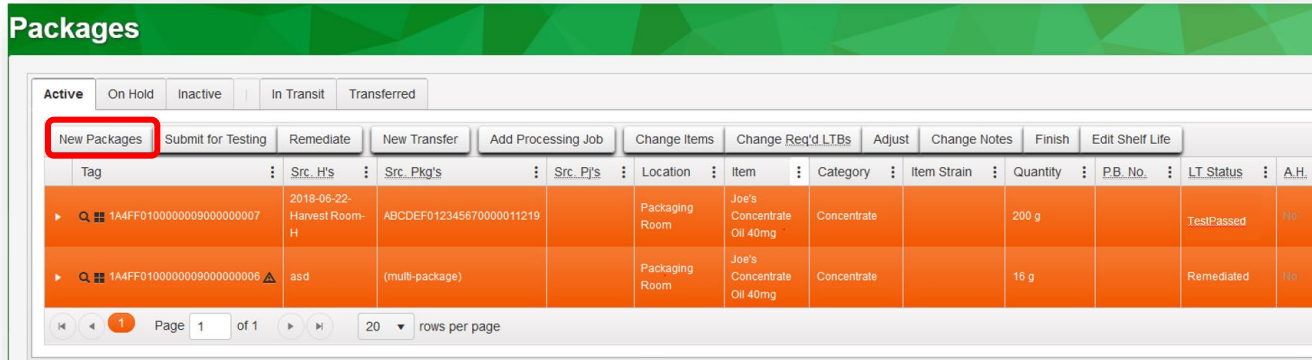 Packages
Active On Hold Inactive In Transit Transferred
New Packages Submit for Testing Remediate New Transfer Add Processing Job Change Items Change Req'd LTBs Adjust Change Notes Finish Edit Shelf Life
Tag Src. H's Src. Pkg's Src. Pj's Location Item Category Item Strain Quantity P.B. No. LT Status A.H.
1A4FF0100000009000000007 2018-06-22-Harvest Room-H ABCDEF012345670000011219 Packaging Room Joe's Concentrate Oil 40mg Concentrate 200 g TestPassed No
1A4FF0100000009000000006 asd (multi-package) Packaging Room Joe's Concentrate Oil 40mg Concentrate 16 g Remediated No
1 Page 1 of 1 20 rows per page